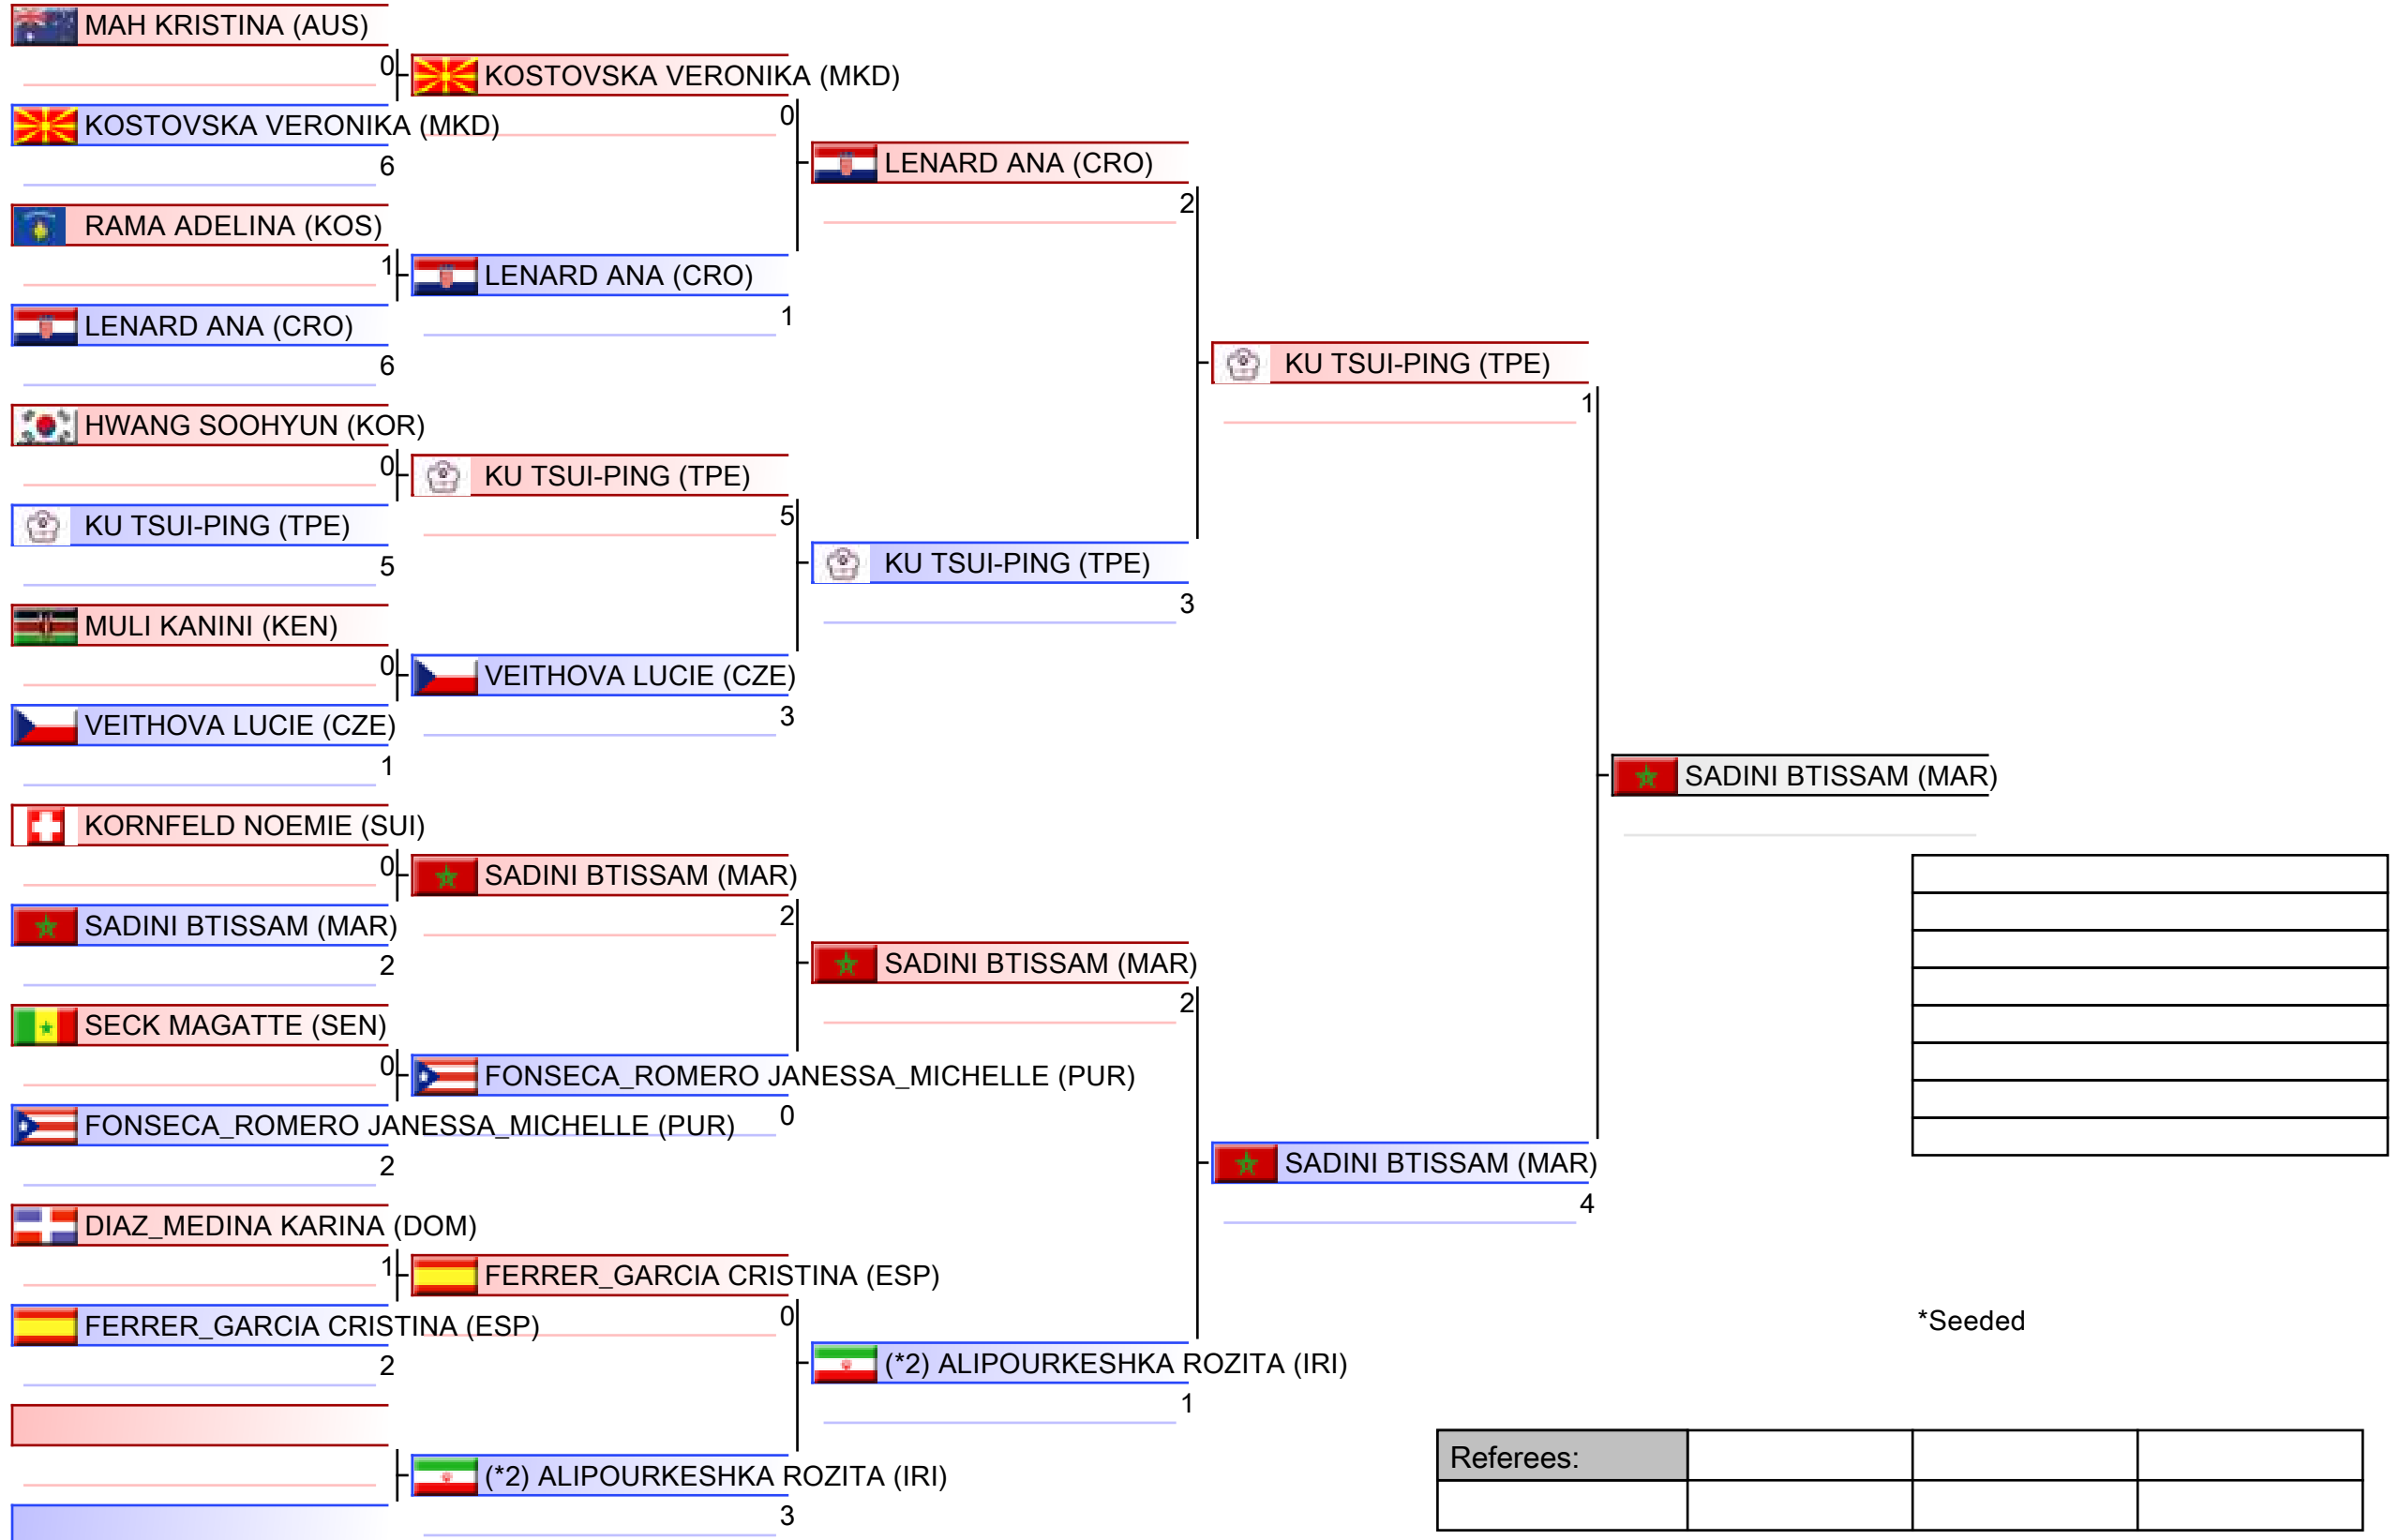 MAH KRISTINA (AUS)
0
KOSTOVSKA VERONIKA (MKD)
6
RAMA ADELINA (KOS)
1
LENARD ANA (CRO)
6
HWANG SOOHYUN (KOR)
0
KU TSUI-PING (TPE)
5
MULI KANINI (KEN)
0
VEITHOVA LUCIE (CZE)
1
KORNFELD NOEMIE (SUI)
0
SADINI BTISSAM (MAR)
2
SECK MAGATTE (SEN)
0
FONSECA_ROMERO JANESSA_MICHELLE (PUR)
2
DIAZ_MEDINA KARINA (DOM)
1
FERRER_GARCIA CRISTINA (ESP)
2
KOSTOVSKA VERONIKA (MKD)
0
LENARD ANA (CRO)
1
KU TSUI-PING (TPE)
5
VEITHOVA LUCIE (CZE)
3
SADINI BTISSAM (MAR)
2
FONSECA_ROMERO JANESSA_MICHELLE (PUR)
0
FERRER_GARCIA CRISTINA (ESP)
0
(*2) ALIPOURKESHKA ROZITA (IRI)
3
LENARD ANA (CRO)
2
KU TSUI-PING (TPE)
3
SADINI BTISSAM (MAR)
2
(*2) ALIPOURKESHKA ROZITA (IRI)
1
KU TSUI-PING (TPE)
1
SADINI BTISSAM (MAR)
4
SADINI BTISSAM (MAR)
*Seeded
Referees: